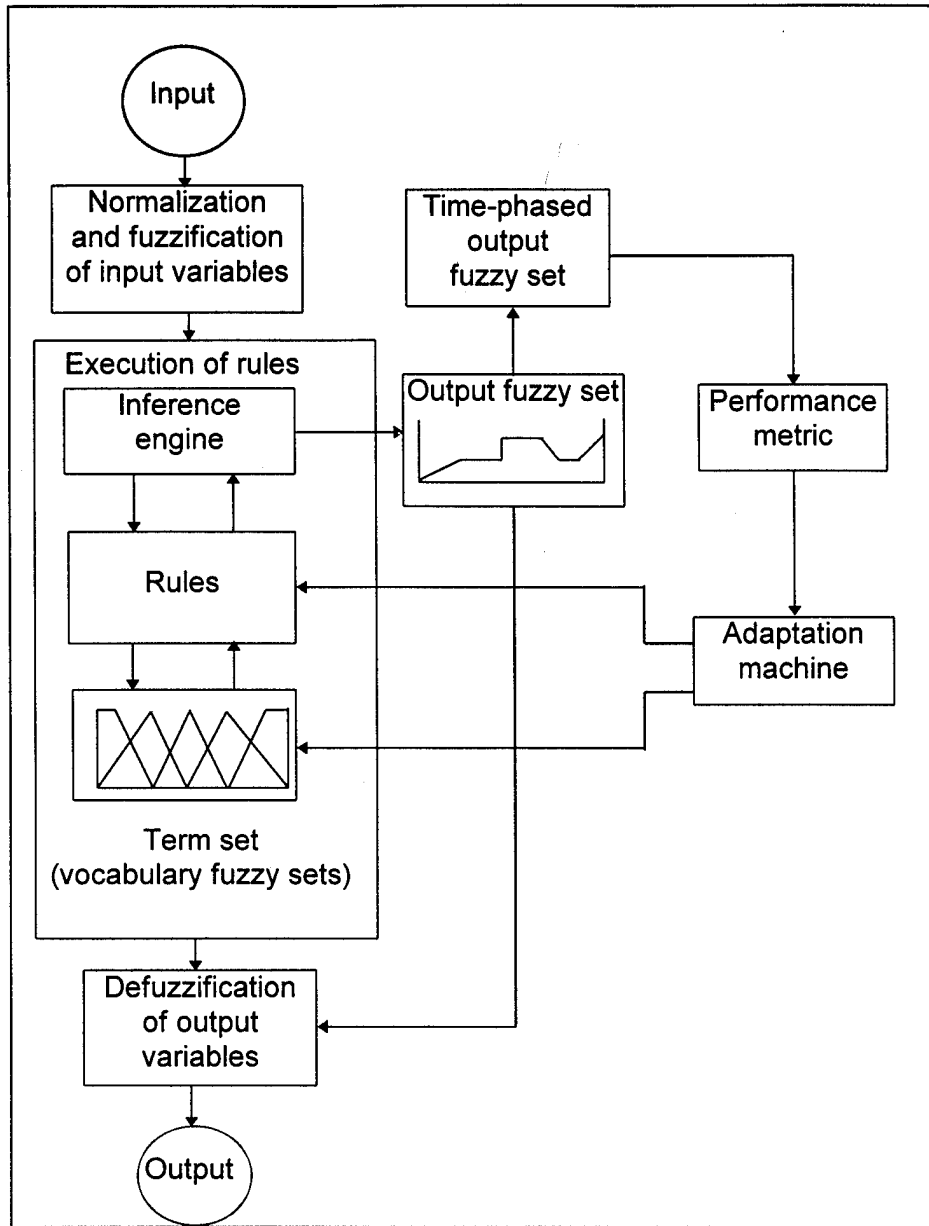 Input
Normalization
and fuzzification
of input variables
Time-phased
output
fuzzy set
Execution of rules
Inference
engine
Output fuzzy set
Performance
metric
Rules
Adaptation
machine
Term set
(vocabulary fuzzy sets)
Defuzzification
of output
variables
Output